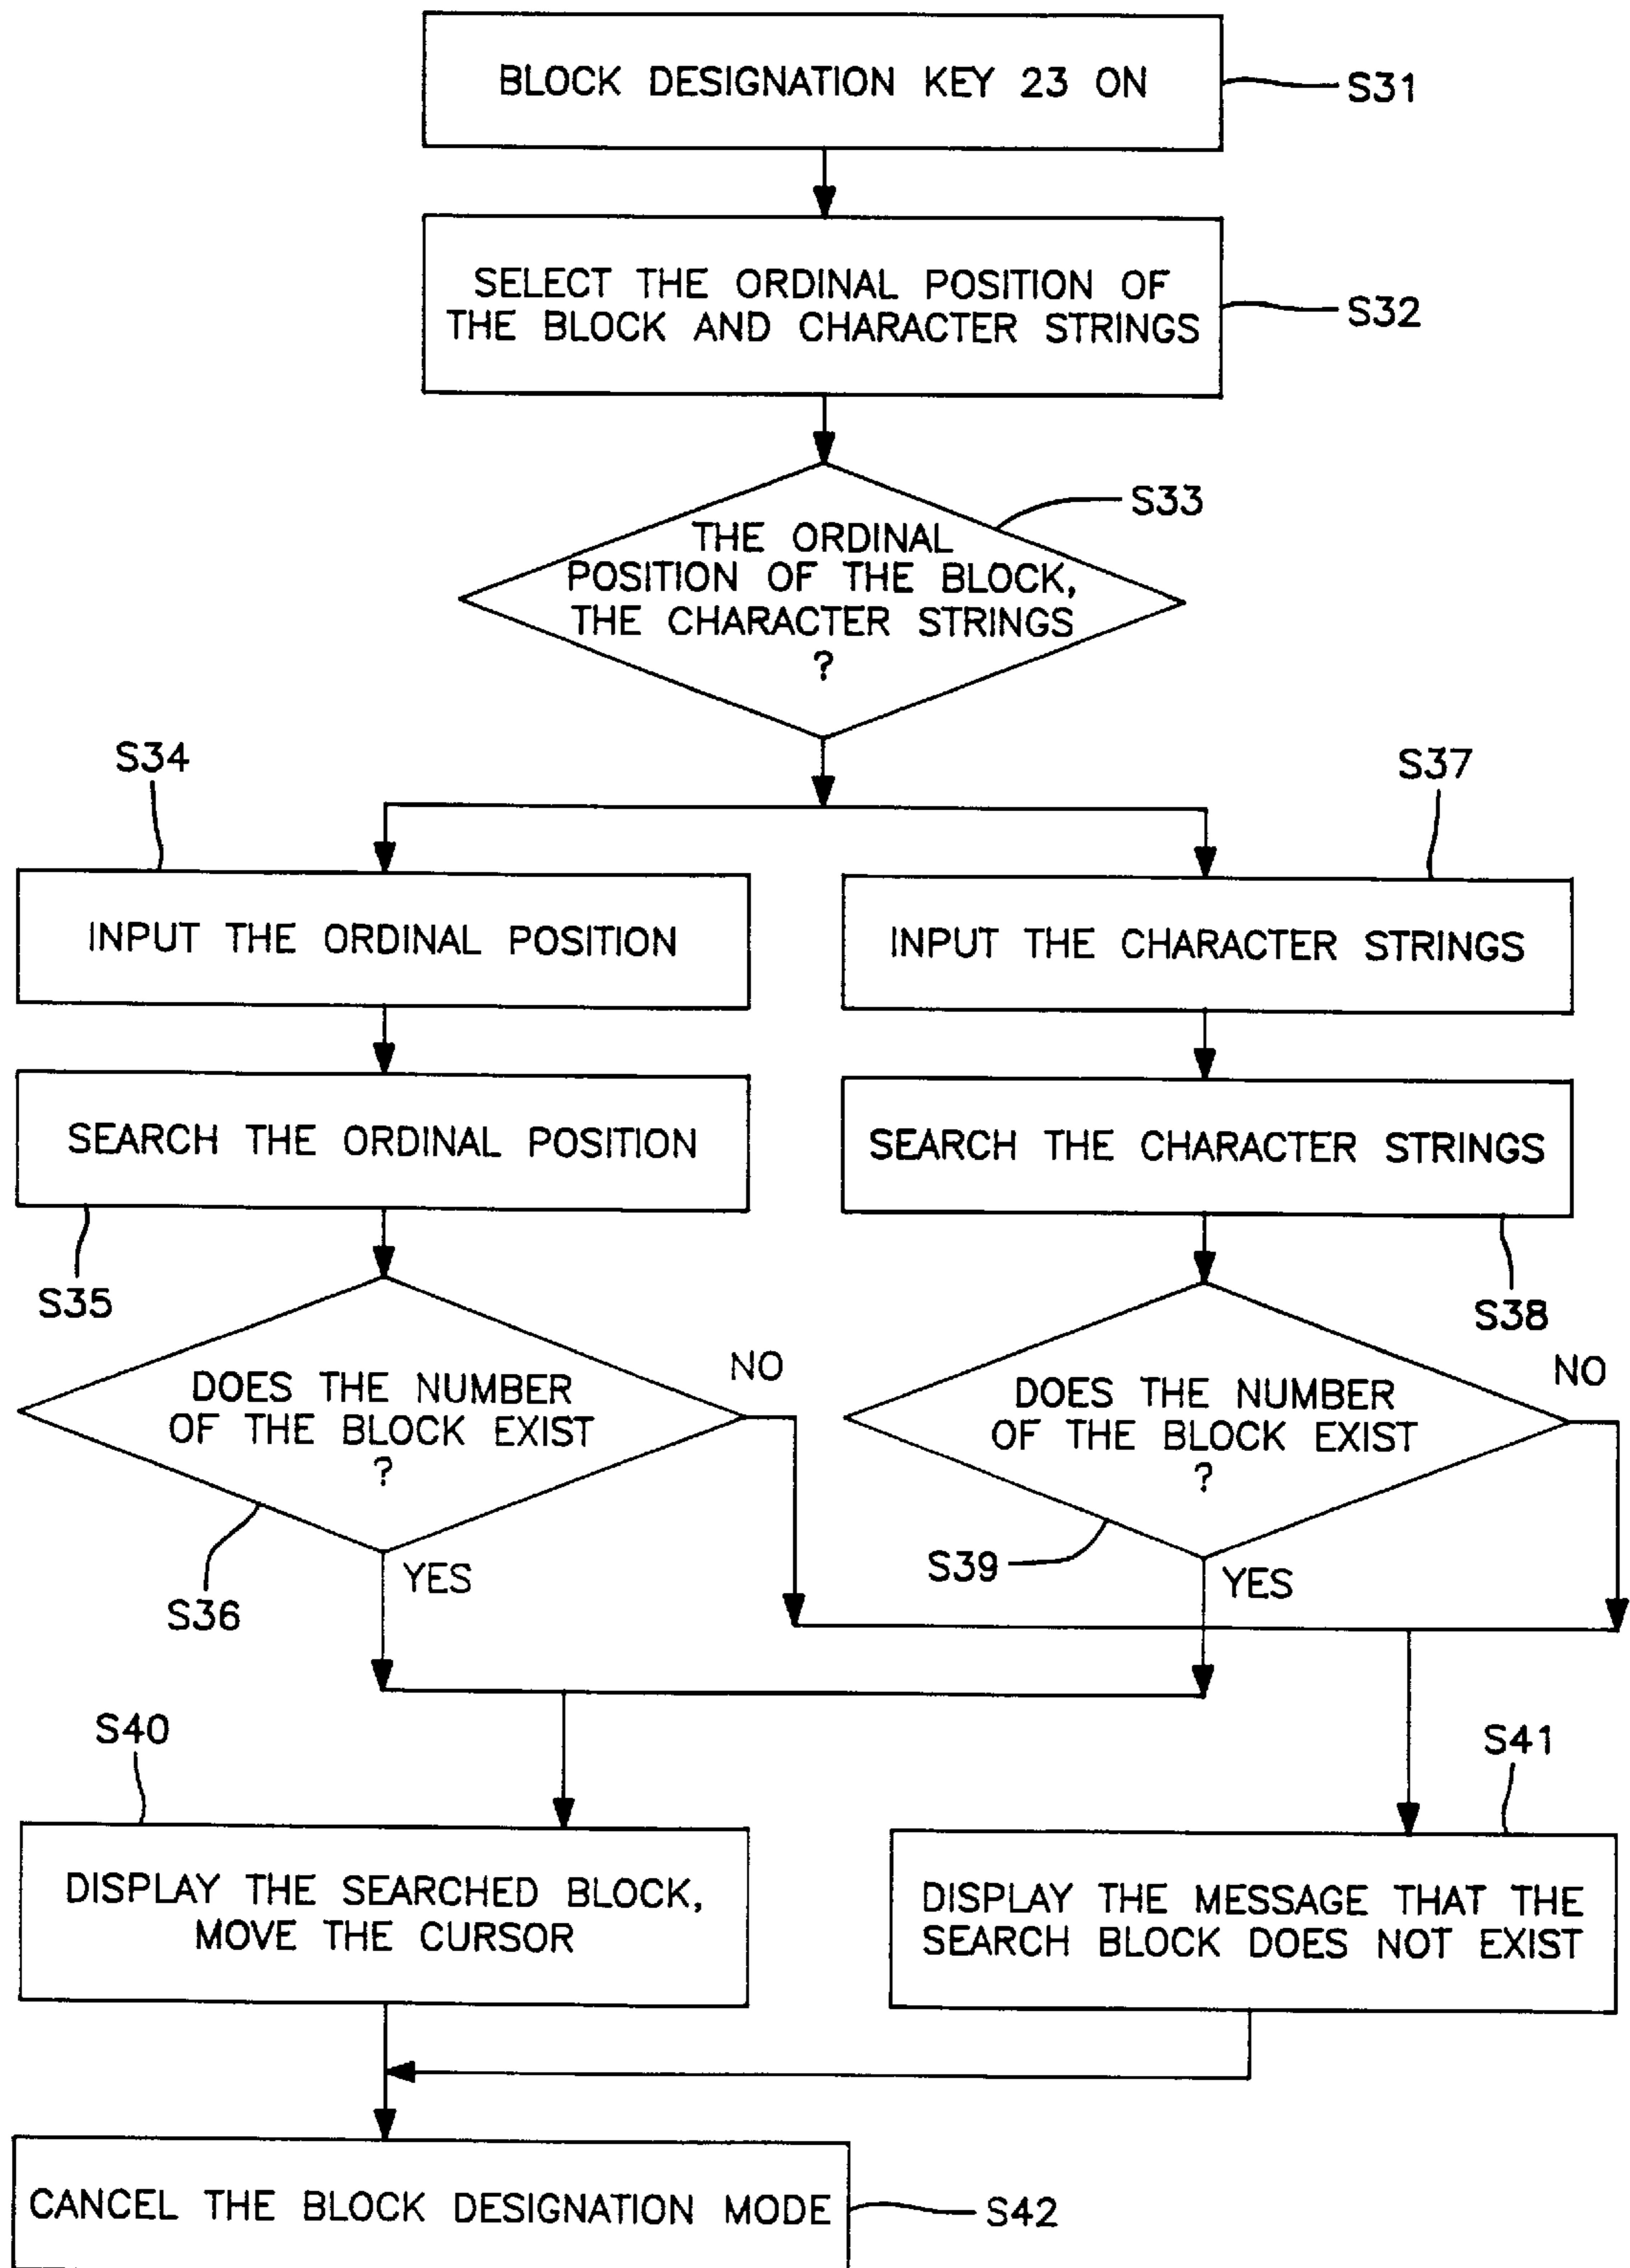 BLOCK DESIGNATION KEY 23 ON
S31
SELECT THE ORDINAL POSITION OF
THE BLOCK AND CHARACTER STRINGS
S32
S33
THE ORDINAL
POSITION OF THE BLOCK,
THE CHARACTER STRINGS
?
S34
S37
INPUT THE ORDINAL POSITION
INPUT THE CHARACTER STRINGS
SEARCH THE ORDINAL POSITION
SEARCH THE CHARACTER STRINGS
S35
S38
DOES THE NUMBER
OF THE BLOCK EXIST
?
NO
DOES THE NUMBER
OF THE BLOCK EXIST
?
NO
S36
YES
S39
YES
S40
S41
DISPLAY THE SEARCHED BLOCK,
MOVE THE CURSOR
DISPLAY THE MESSAGE THAT THE
SEARCH BLOCK DOES NOT EXIST
CANCEL THE BLOCK DESIGNATION MODE
S42